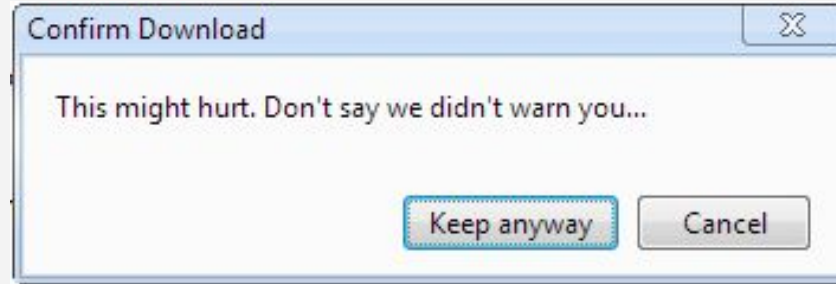 Confirm Download
This might hurt. Don't say we didn't warn you...
Keep anyway
Cancel